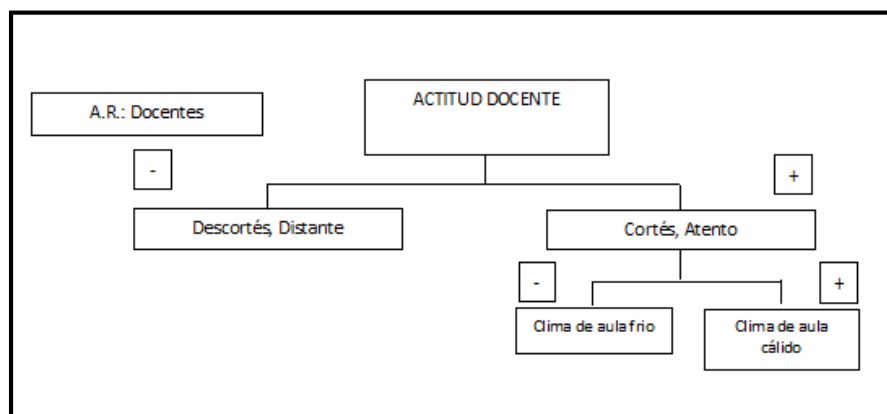 ACTITUD DOCENTE
A.R.: Docentes
-
+
Descortés, Distante
Cortés, Atento
-
+
Clima de aula frio
Clima de aula
cálido